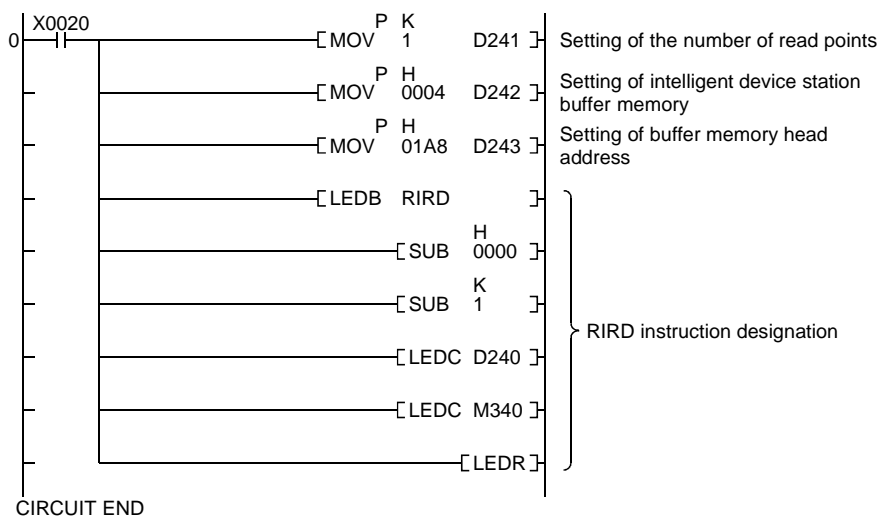 X0020
0
P K
MOV 1 D241 Setting of the number of read points
P H
MOV 0004 D242 Setting of intelligent device station
buffer memory
P H
MOV 01A8 D243 Setting of buffer memory head
address
LEDB RIRD
H
SUB 0000
K
SUB 1
RIRD instruction designation
LEDC D240
LEDC M340
LEDR
CIRCUIT END